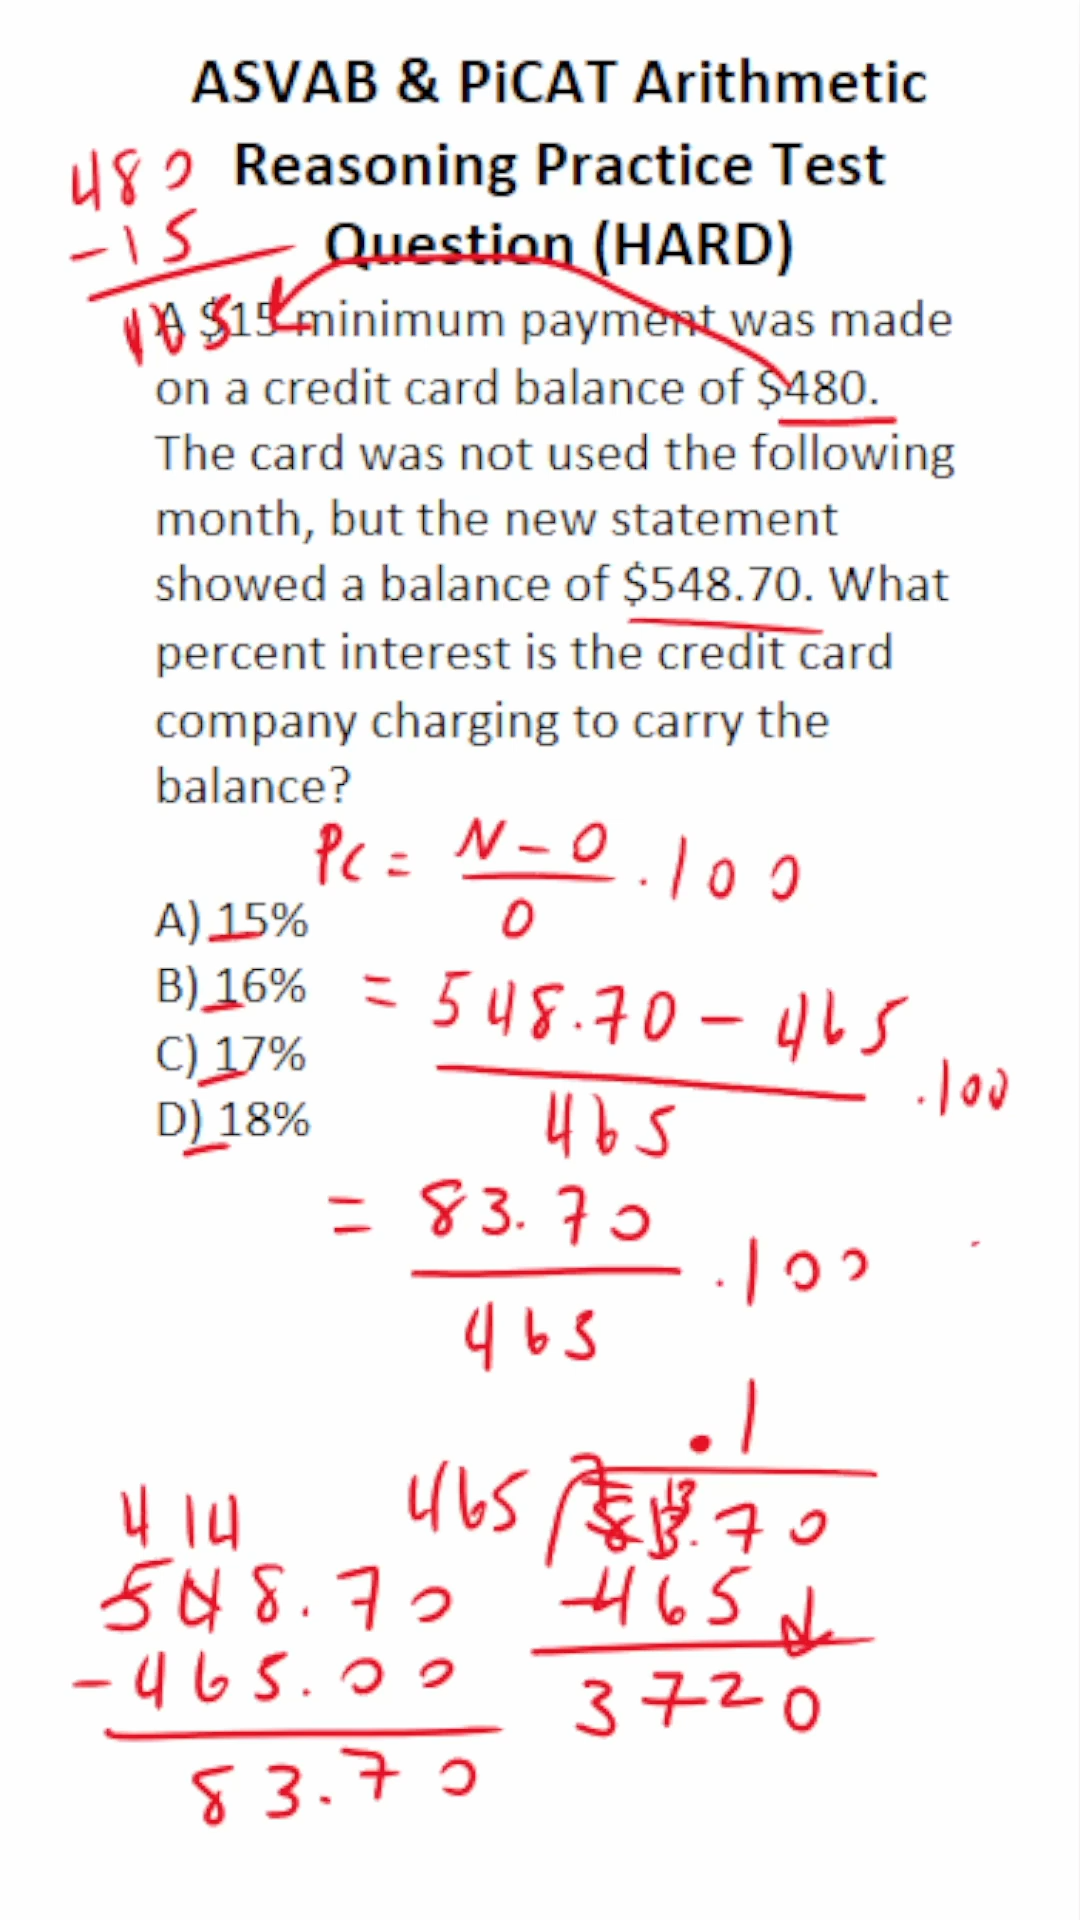 ASVAB & PiCAT Arithmetic
Reasoning Practice Test
Question (HARD)
480
-15
465
A $15 minimum payment was made
on a credit card balance of $480.
The card was not used the following
month, but the new statement
showed a balance of $548.70. What
percent interest is the credit card
company charging to carry the
balance?
PC = N-O .100
O
A) 15%
B) 16%
C) 17%
D) 18%
= 548.70 - 465 .100
465
= 83.70 .100
465
.1
465 83.70
7 13
-465
3720
4 14
548.70
-465.00
83.70